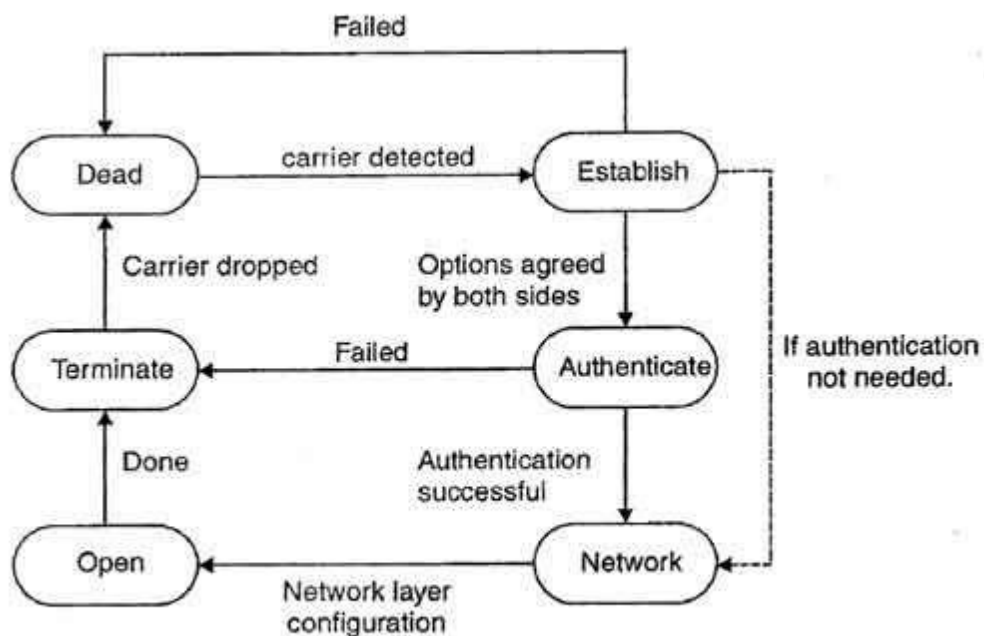 Failed
Dead
carrier detected
Establish
Carrier dropped
Options agreed
by both sides
Terminate
Failed
Authenticate
If authentication
not needed.
Done
Authentication
successful
Open
Network
Network layer
configuration